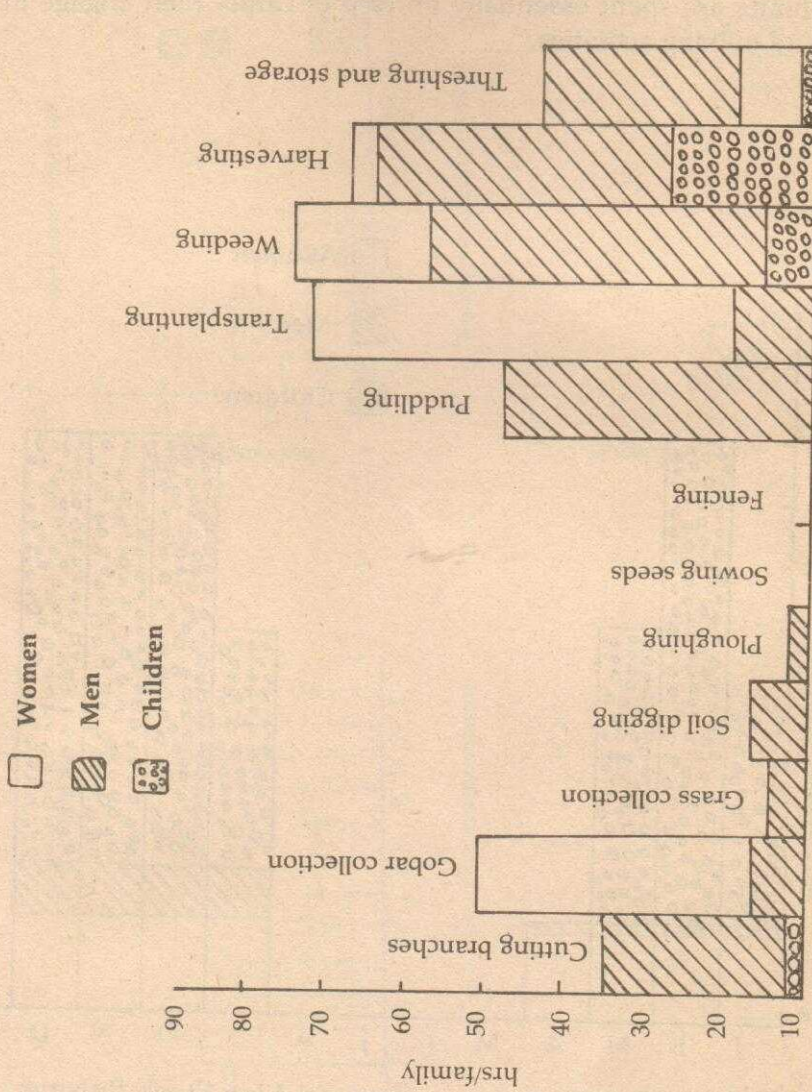 Women
Men
Children
hrs/family
90
80
70
60
50
40
30
20
10
Cutting branches
Gobar collection
Grass collection
Soil digging
Ploughing
Sowing seeds
Fencing
Puddling
Transplanting
Weeding
Harvesting
Threshing and storage